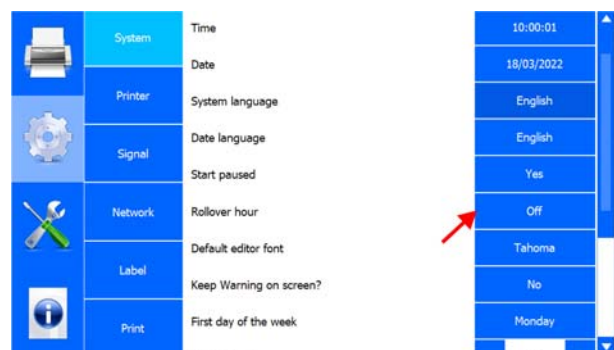 System
Printer
Signal
Network
Label
Print
Time 10:00:01
Date 18/03/2022
System language English
Date language English
Start paused Yes
Rollover hour Off
Default editor font Tahoma
Keep Warning on screen? No
First day of the week Monday